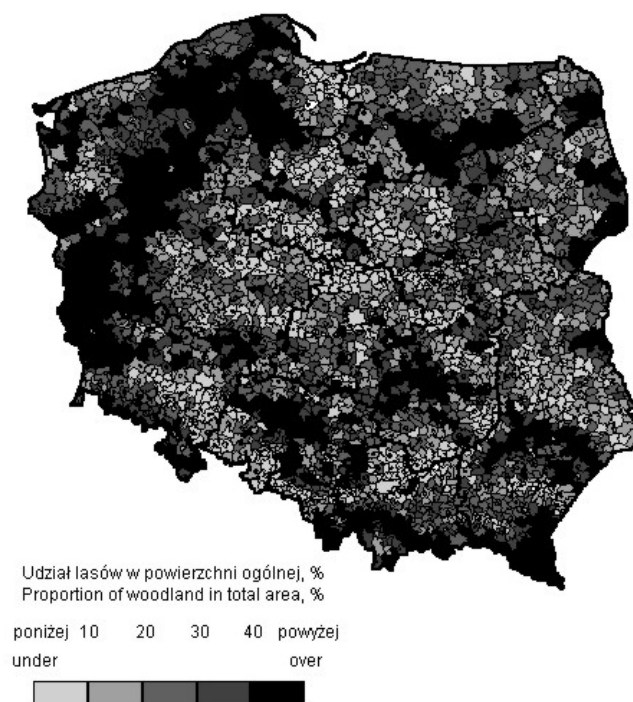 Udział lasów w powierzchni ogólnej, %
Proportion of woodland in total area, %
poniżej 10 20 30 40 powyżej
under over